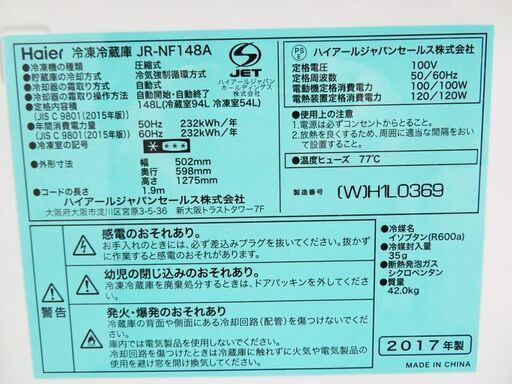 Haier 冷凍冷蔵庫 JR-NF148A
●冷凍機の種類 圧縮式
●貯蔵庫の冷却方式 冷気強制循環方式
●冷却器の霜取り方式 自動式
●冷却器の霜取り操作 自動開始・自動終了
●定格内容積 148L(冷蔵室94L 冷凍室54L)
(JIS C 9801(2015年版))
●年間消費電力量 50Hz 232kWh/年
(JIS C 9801(2015年版)) 60Hz 232kWh/年
●冷凍室の記号
●外形寸法
幅 502mm
奥行 598mm
高さ 1275mm
●コードの長さ 1.9m
ハイアールジャパンセールス株式会社
大阪府大阪市淀川区宮原3-5-36 新大阪トラストタワー7F
S JET
ハイアールジャパン
ホールディングス
株式会社
PS E
ハイアールジャパンセールス株式会社
定格電圧 100V
定格周波数 50/60Hz
電動機定格消費電力 100/100W
電熱装置定格消費電力 120/120W
●使用上の注意
1.電源は必ずコンセントからとること。
2.放熱を良くするため、周囲に適当な間隔をおいて設置すること。
●温度ヒューズ 77℃
製造番号 (W)H1L0369
警告
感電のおそれあり
お手入れのときには、必ず差込みプラグを抜いてください。(抜かずに作業すると感電のおそれがあります。)
幼児の閉じ込めのおそれあり
冷蔵庫を廃棄処分するときは、ドアパッキンを外してください。
発火・爆発のおそれあり
冷蔵庫の背面や側面にある冷却回路(配管)を傷つけないでください。
庫内では電気製品を使用しないでください。
冷却回路を傷つけたときは冷蔵庫に触れずに火気や電気製品の使用を避け、窓を開けて換気してください。
●冷媒名
イソブタン(R600a)
●冷媒封入量
35g
●断熱発泡ガス
シクロペンタン
●質量
42.0kg
2017年製
MADE IN CHINA